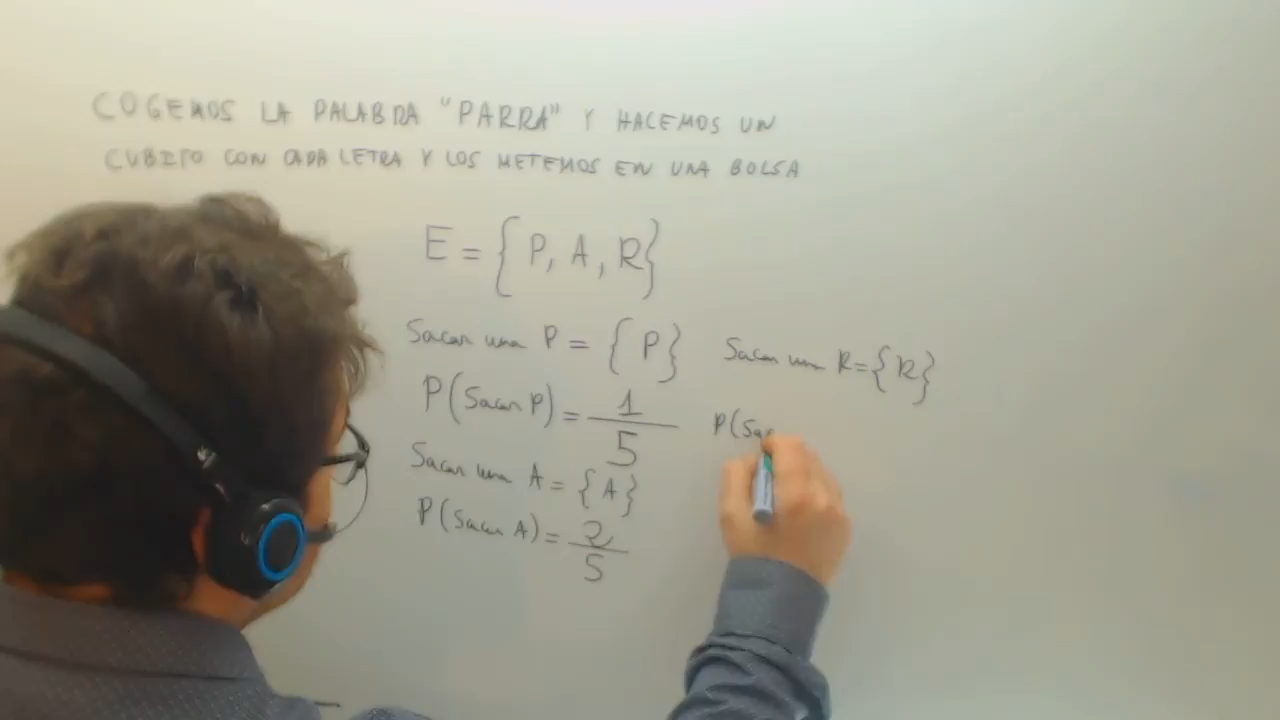 COGEMOS LA PALABRA "PARRA" Y HACEMOS UN
CUBITO CON CADA LETRA Y LOS METEMOS EN UNA BOLSA
E = { P, A, R}
Sacar una P = { P}
P(Sacar P) = 1/5
Sacar una A = {A}
P(Sacar A) = 2/5
Sacar una R = {R}
P(Sac